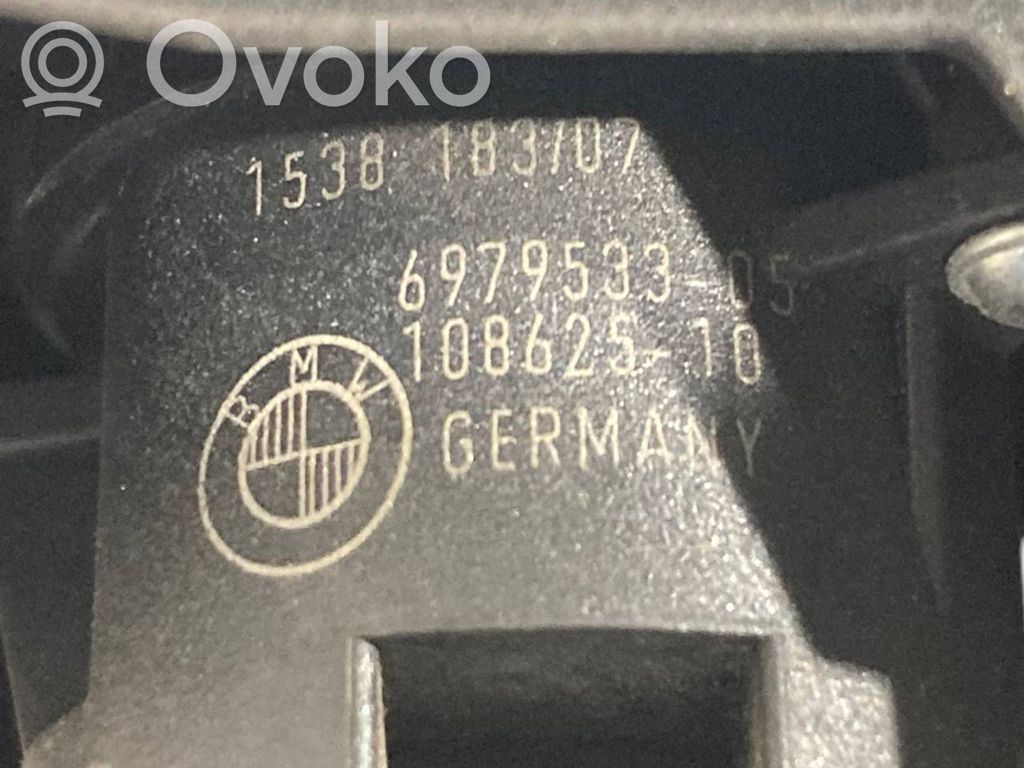 Ovoko
1538 183/07
6979533 05
108625-10
BMW
GERMANY